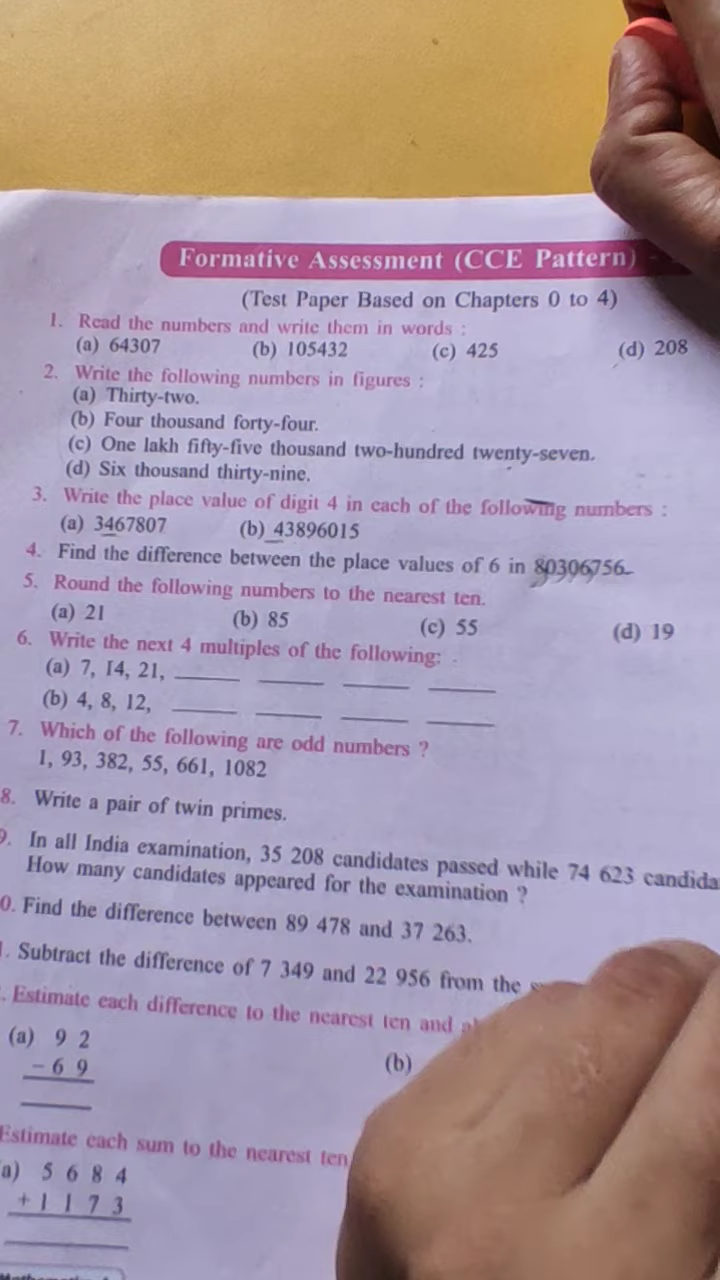 Formative Assessment (CCE Pattern)
(Test Paper Based on Chapters 0 to 4)
1. Read the numbers and write them in words :
(a) 64307 (b) 105432 (c) 425 (d) 208
2. Write the following numbers in figures :
(a) Thirty-two.
(b) Four thousand forty-four.
(c) One lakh fifty-five thousand two-hundred twenty-seven.
(d) Six thousand thirty-nine.
3. Write the place value of digit 4 in each of the following numbers :
(a) 3467807 (b) 43896015
4. Find the difference between the place values of 6 in 80306756.
5. Round the following numbers to the nearest ten.
(a) 21 (b) 85 (c) 55 (d) 19
6. Write the next 4 multiples of the following:
(a) 7, 14, 21, ____ ____ ____ ____
(b) 4, 8, 12, ____ ____ ____ ____
7. Which of the following are odd numbers ?
1, 93, 382, 55, 661, 1082
8. Write a pair of twin primes.
9. In all India examination, 35 208 candidates passed while 74 623 candida
How many candidates appeared for the examination ?
0. Find the difference between 89 478 and 37 263.
. Subtract the difference of 7 349 and 22 956 from the
. Estimate each difference to the nearest ten and
(a) 9 2 (b)
- 6 9
Estimate each sum to the nearest ten
a) 5 6 8 4
+ 1 1 7 3